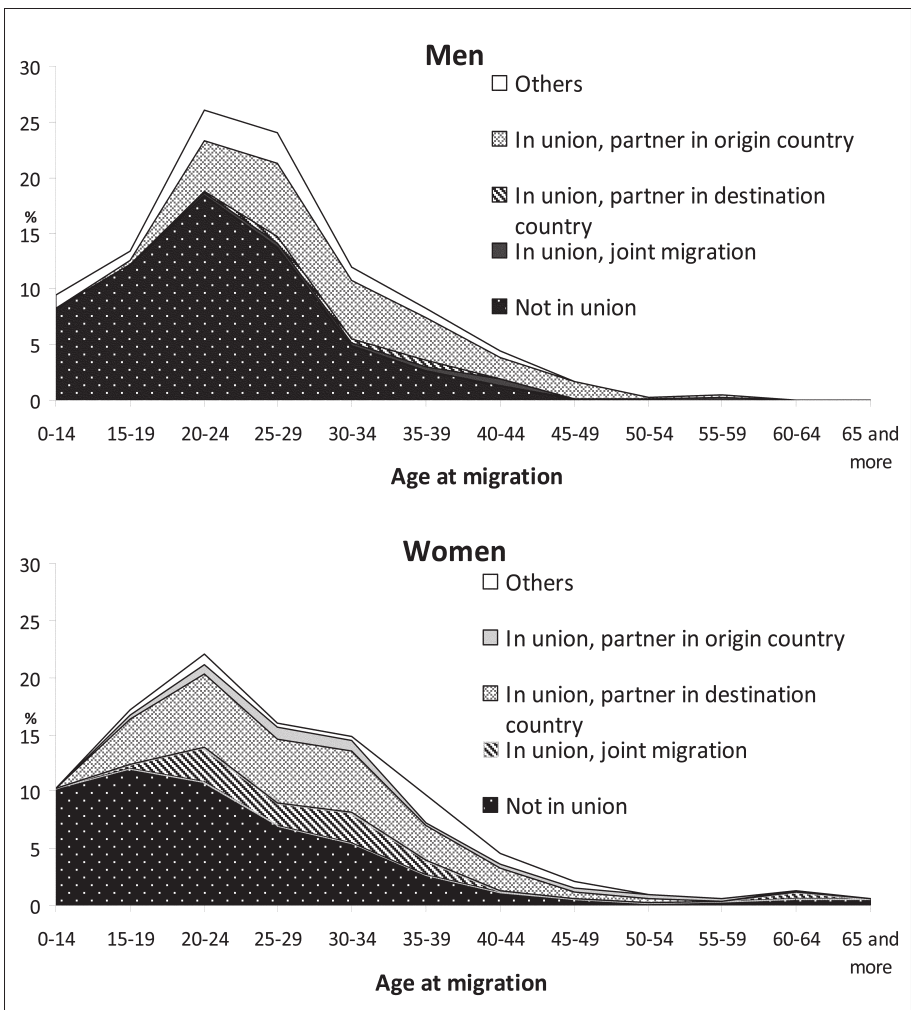 Men
30
25
20
%
15
10
5
0
Others
In union, partner in origin country
In union, partner in destination
country
In union, joint migration
Not in union
0-14 15-19 20-24 25-29 30-34 35-39 40-44 45-49 50-54 55-59 60-64 65 and
more
Age at migration
Women
30
25
20
%
15
10
5
0
Others
In union, partner in origin country
In union, partner in destination
country
In union, joint migration
Not in union
0-14 15-19 20-24 25-29 30-34 35-39 40-44 45-49 50-54 55-59 60-64 65 and
more
Age at migration